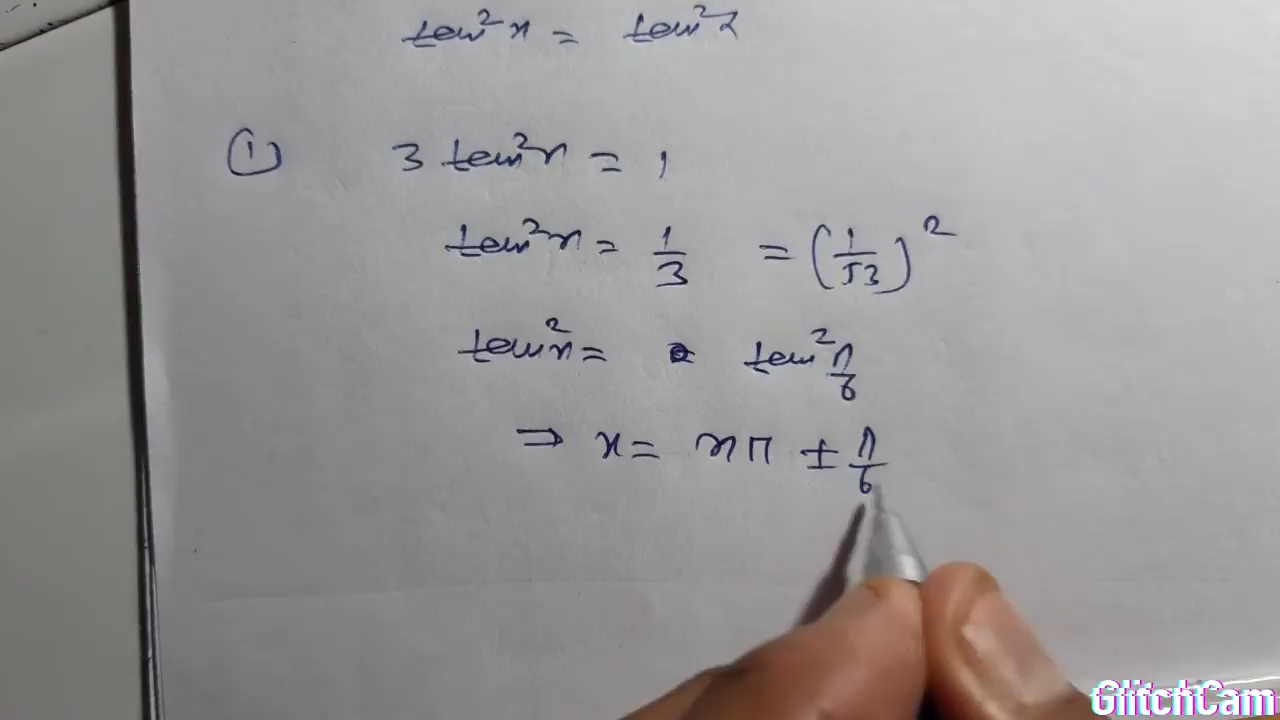 tan²x = tan²α
① 3 tan²x = 1
tan²x = 1/3 = (1/√3)²
tan²x = tan² π/6
⇒ x = nπ ± π/6
GlitchCam